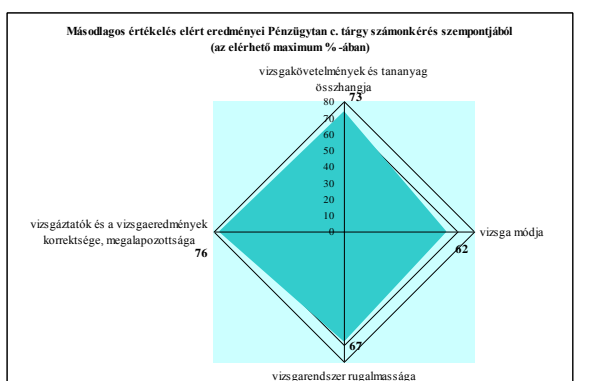 Másodlagos értékelés elért eredményei Pénzügytan c. tárgy számonkérés szempontjából
(az elérhető maximum %-ában)
vizsgakövetelmények és tananyag
összhangja
73
80
70
60
50
40
30
20
10
0
vizsgáztatók és a vizsgaeredmények
korrektsége, megalapozottsága
76
vizsga módja
62
67
vizsgarendszer rugalmassága